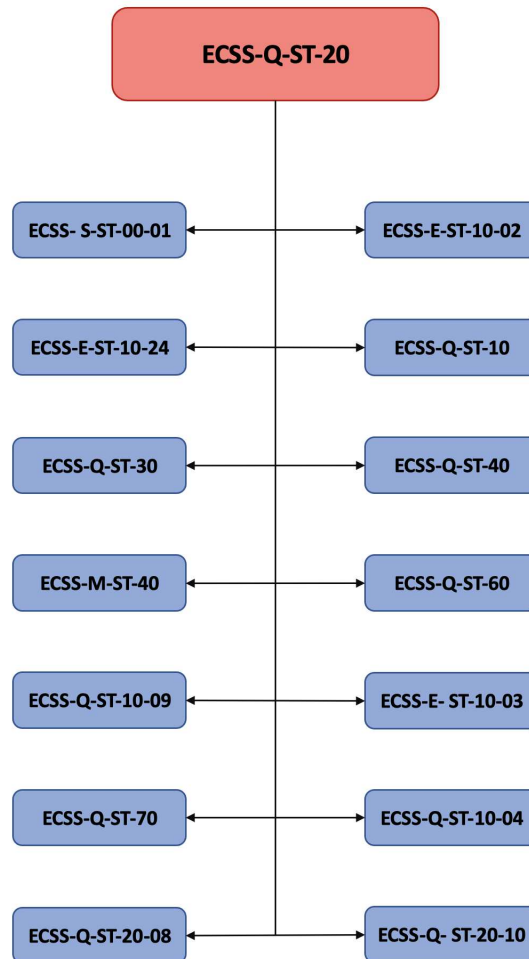 ECSS-Q-ST-20
ECSS- S-ST-00-01
ECSS-E-ST-10-02
ECSS-E-ST-10-24
ECSS-Q-ST-10
ECSS-Q-ST-30
ECSS-Q-ST-40
ECSS-M-ST-40
ECSS-Q-ST-60
ECSS-Q-ST-10-09
ECSS-E- ST-10-03
ECSS-Q-ST-70
ECSS-Q-ST-10-04
ECSS-Q-ST-20-08
ECSS-Q- ST-20-10